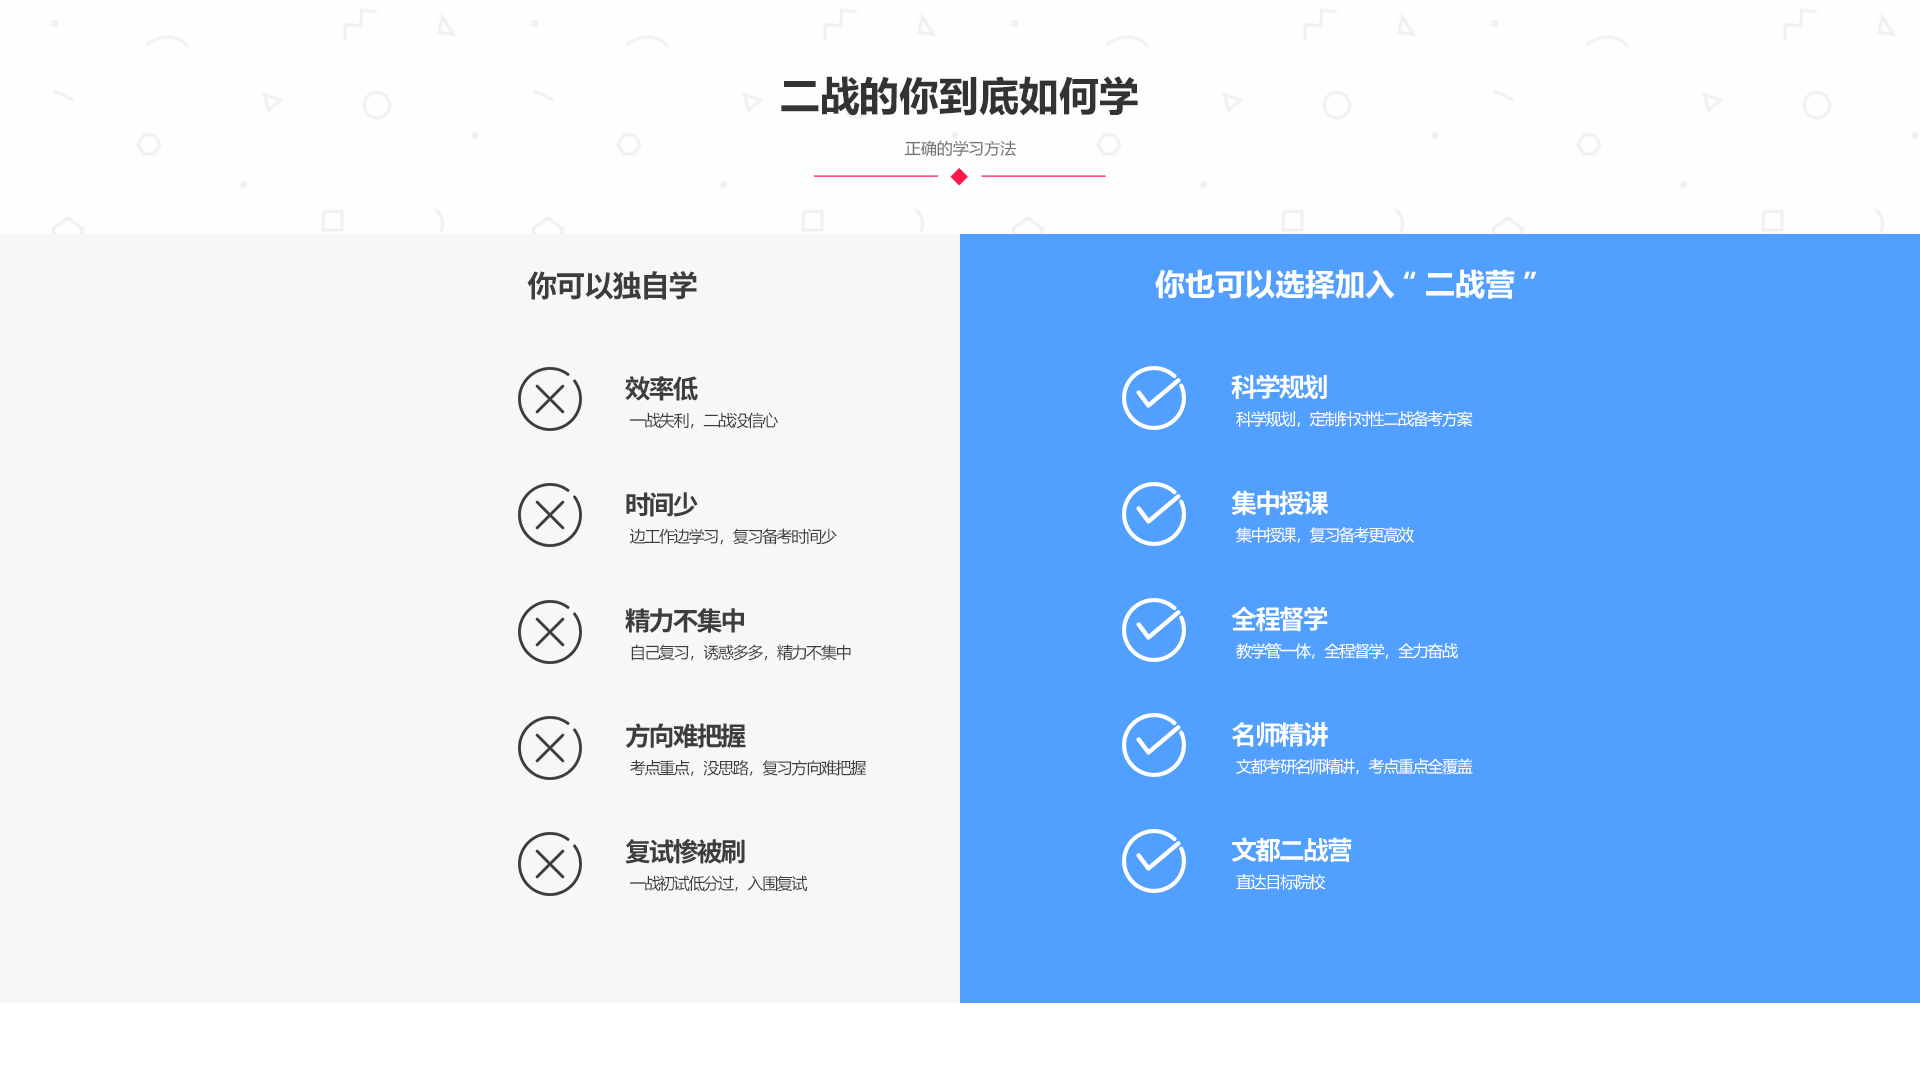 二战的你到底如何学
正确的学习方法
你可以独自学
效率低
一战失利，二战没信心
时间少
边工作边学习，复习备考时间少
精力不集中
自己复习，诱惑多多，精力不集中
方向难把握
考点重点，没思路，复习方向难把握
复试惨被刷
一战初试低分过，入围复试
你也可以选择加入“ 二战营 ”
科学规划
科学规划，定制针对性二战备考方案
集中授课
集中授课，复习备考更高效
全程督学
教学管一体，全程督学，全力奋战
名师精讲
文都考研名师精讲，考点重点全覆盖
文都二战营
直达目标院校